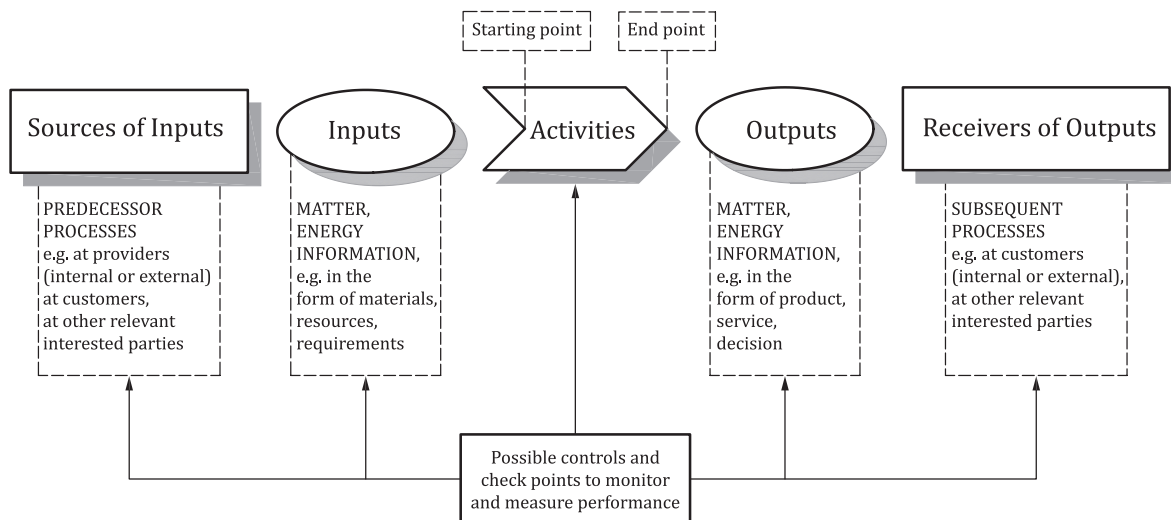 Starting point
End point
Sources of Inputs
Inputs
Activities
Outputs
Receivers of Outputs
PREDECESSOR
PROCESSES
e.g. at providers
(internal or external)
at customers,
at other relevant
interested parties
MATTER,
ENERGY
INFORMATION,
e.g. in the
form of materials,
resources,
requirements
MATTER,
ENERGY
INFORMATION,
e.g. in the
form of product,
service,
decision
SUBSEQUENT
PROCESSES
e.g. at customers
(internal or external),
at other relevant
interested parties
Possible controls and
check points to monitor
and measure performance